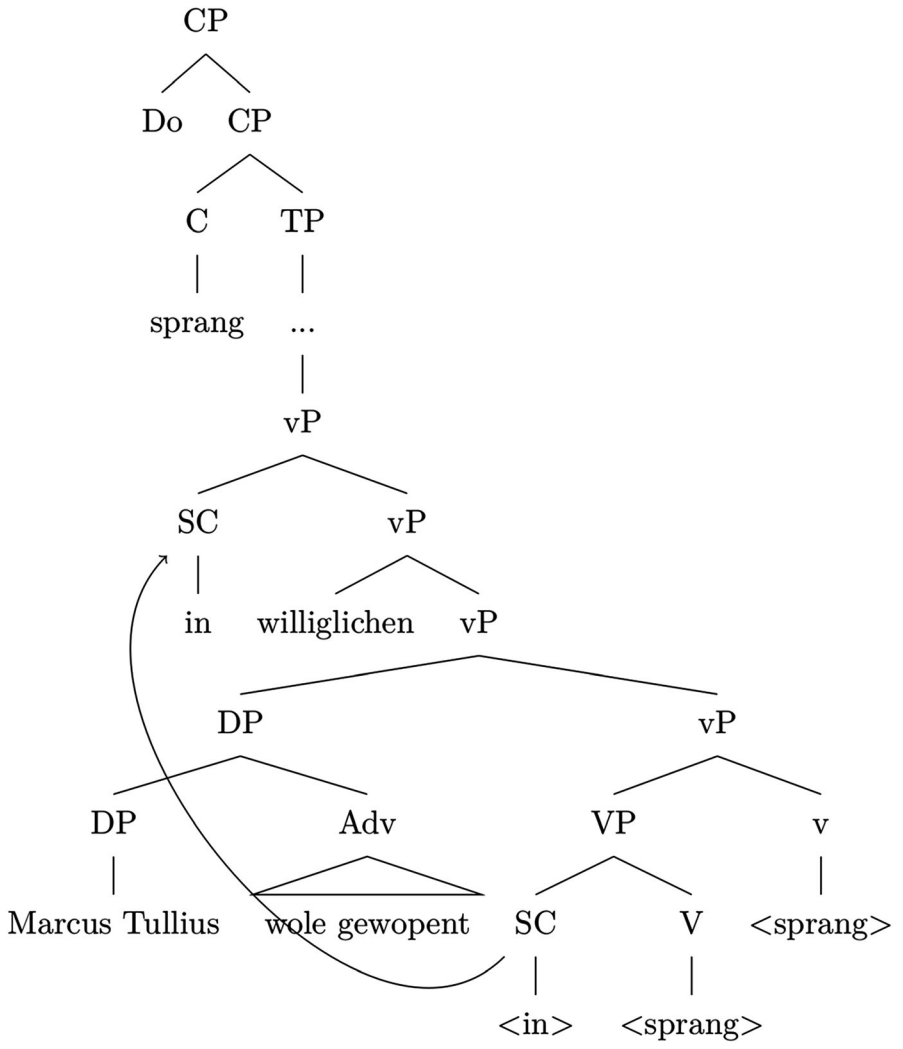 CP
Do CP
C TP
sprang ...
vP
SC vP
in williglichen vP
DP vP
DP Adv VP v
Marcus Tullius wole gewopent SC V <sprang>
<in> <sprang>